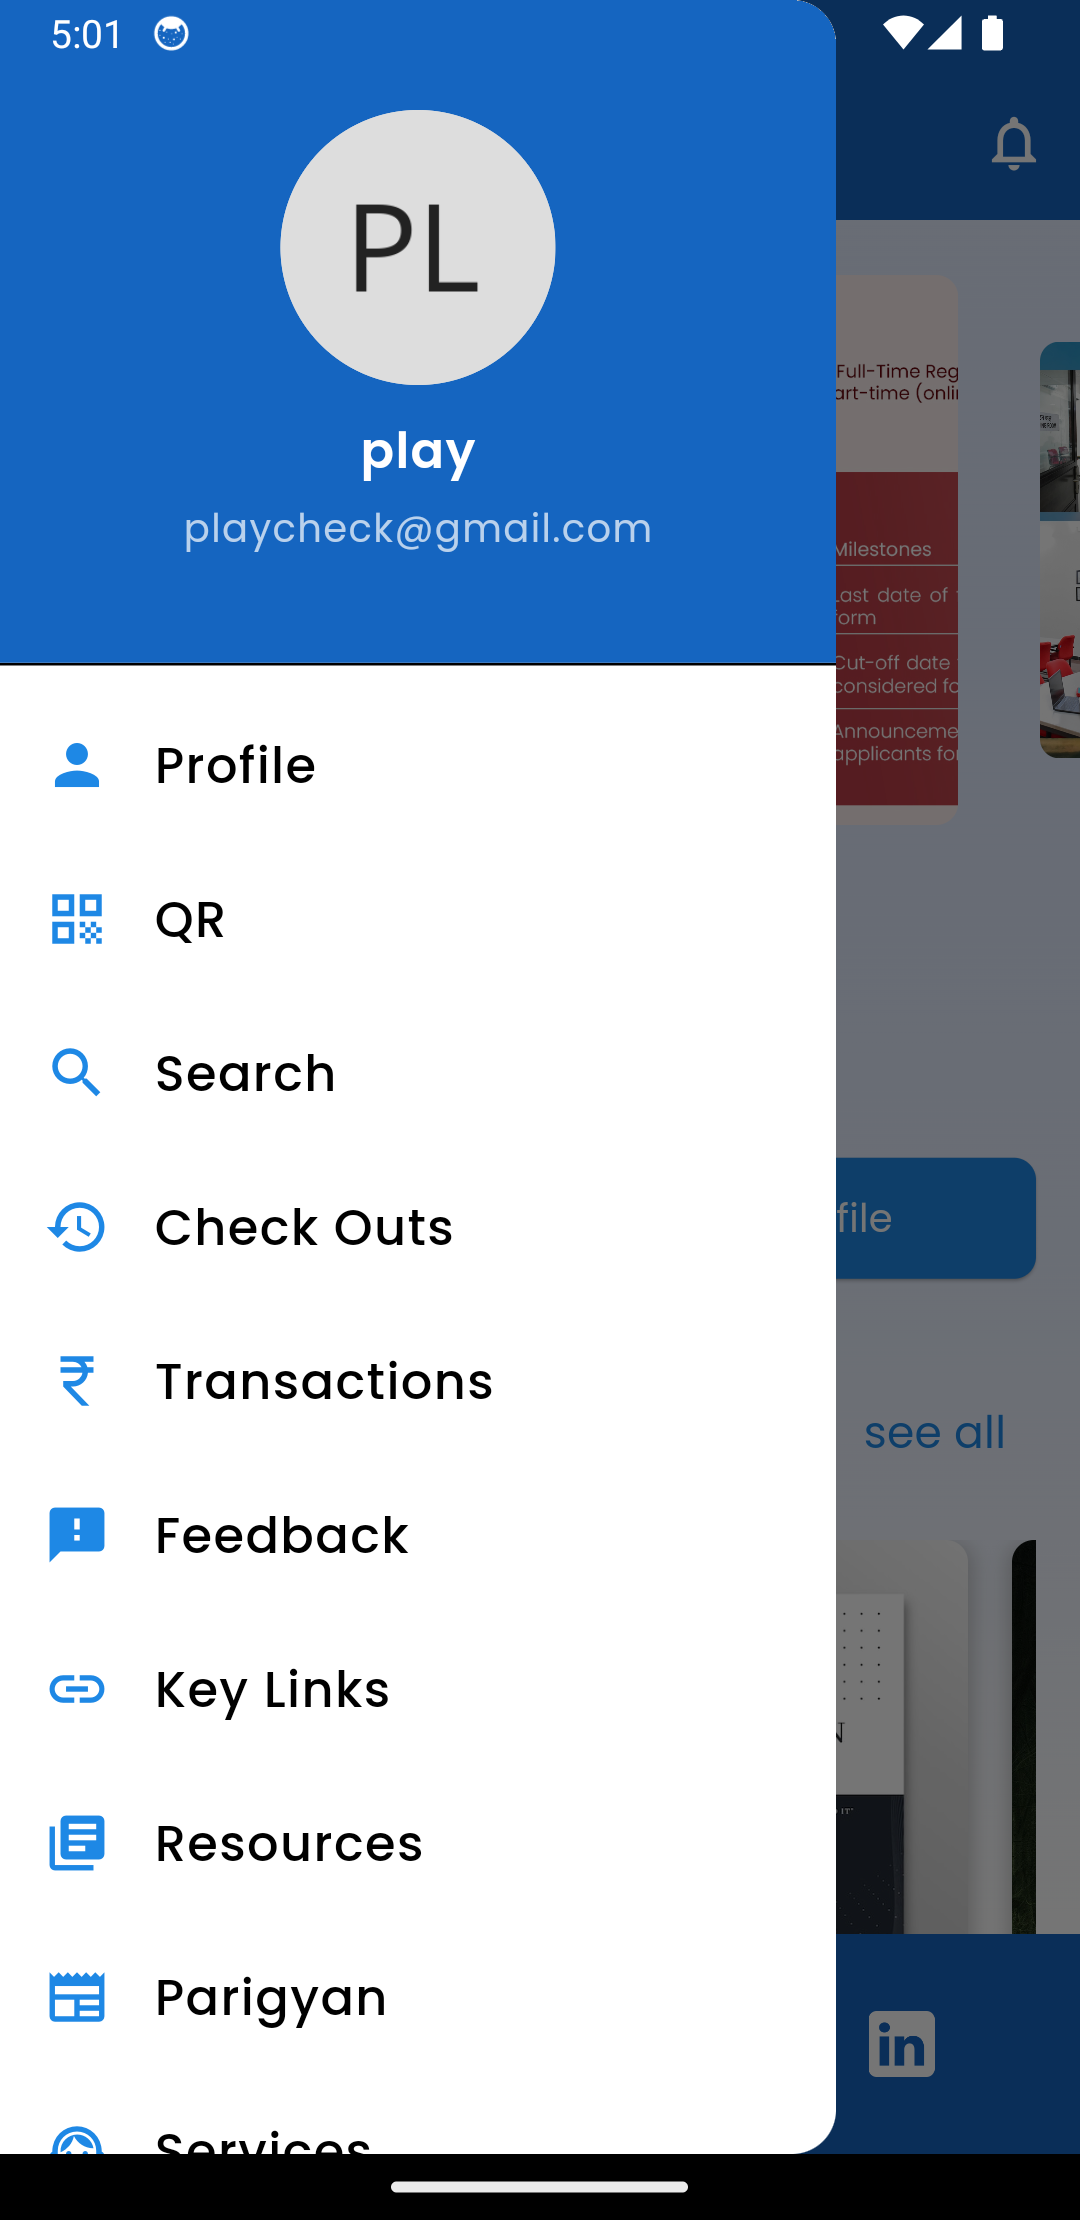 5:01
PL
play
playcheck@gmail.com
Full-Time Reg
art-time (onli
Milestones
Last date of
form
Cut-off date
considered fo
Announceme
applicants for
Profile
QR
Search
Check Outs
file
Transactions
see all
Feedback
Key Links
Resources
Parigyan
in
Services